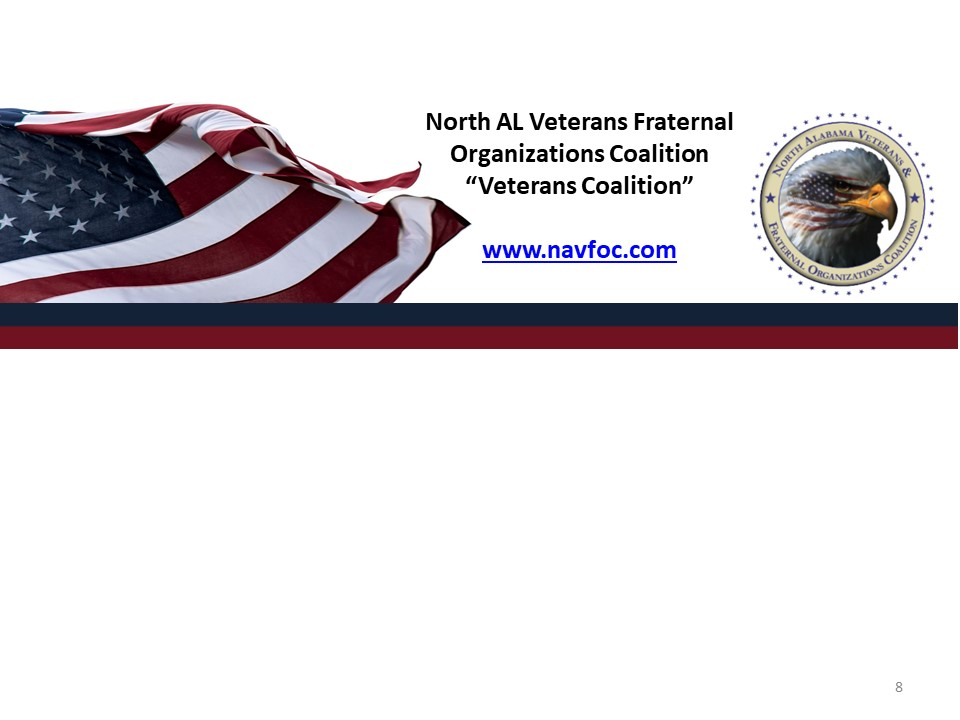 North AL Veterans Fraternal
Organizations Coalition
“Veterans Coalition”
www.navfoc.com
NORTH ALABAMA VETERANS &
FRATERNAL ORGANIZATIONS COALITION
8